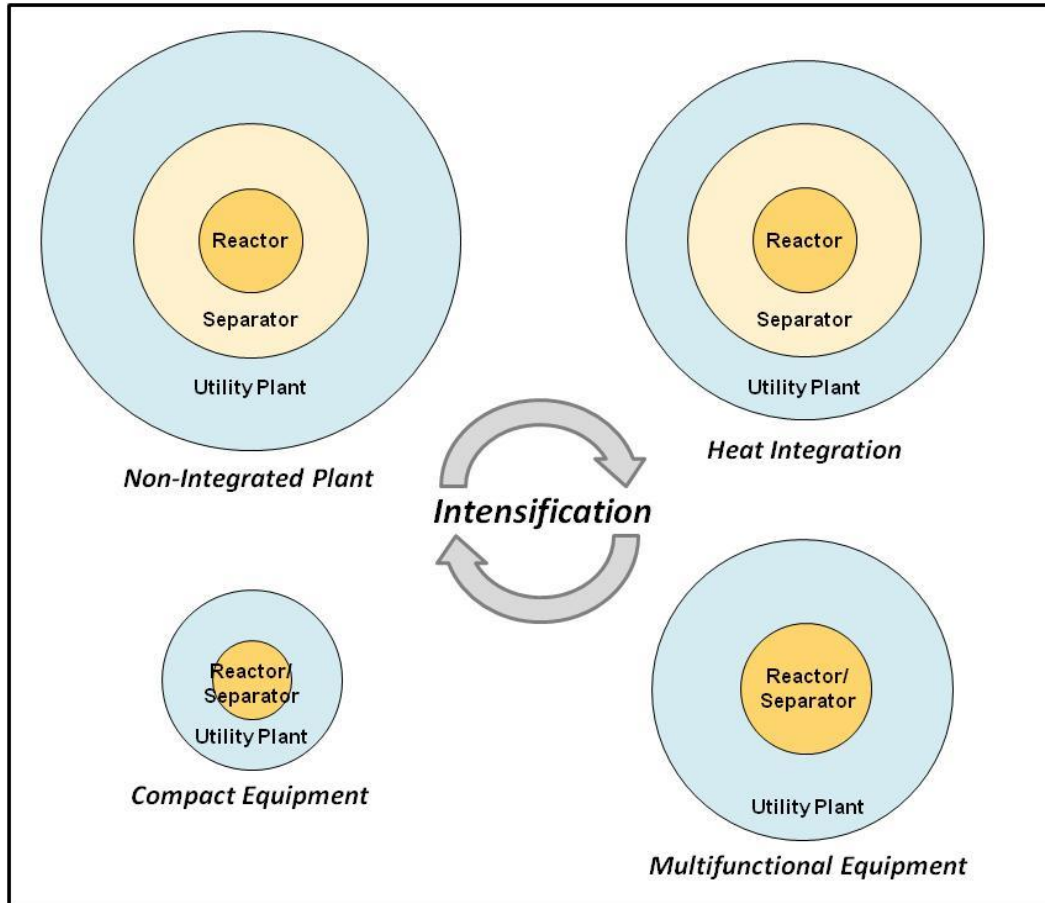 Reactor
Separator
Utility Plant
Non-Integrated Plant
Reactor
Separator
Utility Plant
Heat Integration
Intensification
Reactor/
Separator
Utility Plant
Compact Equipment
Reactor/
Separator
Utility Plant
Multifunctional Equipment